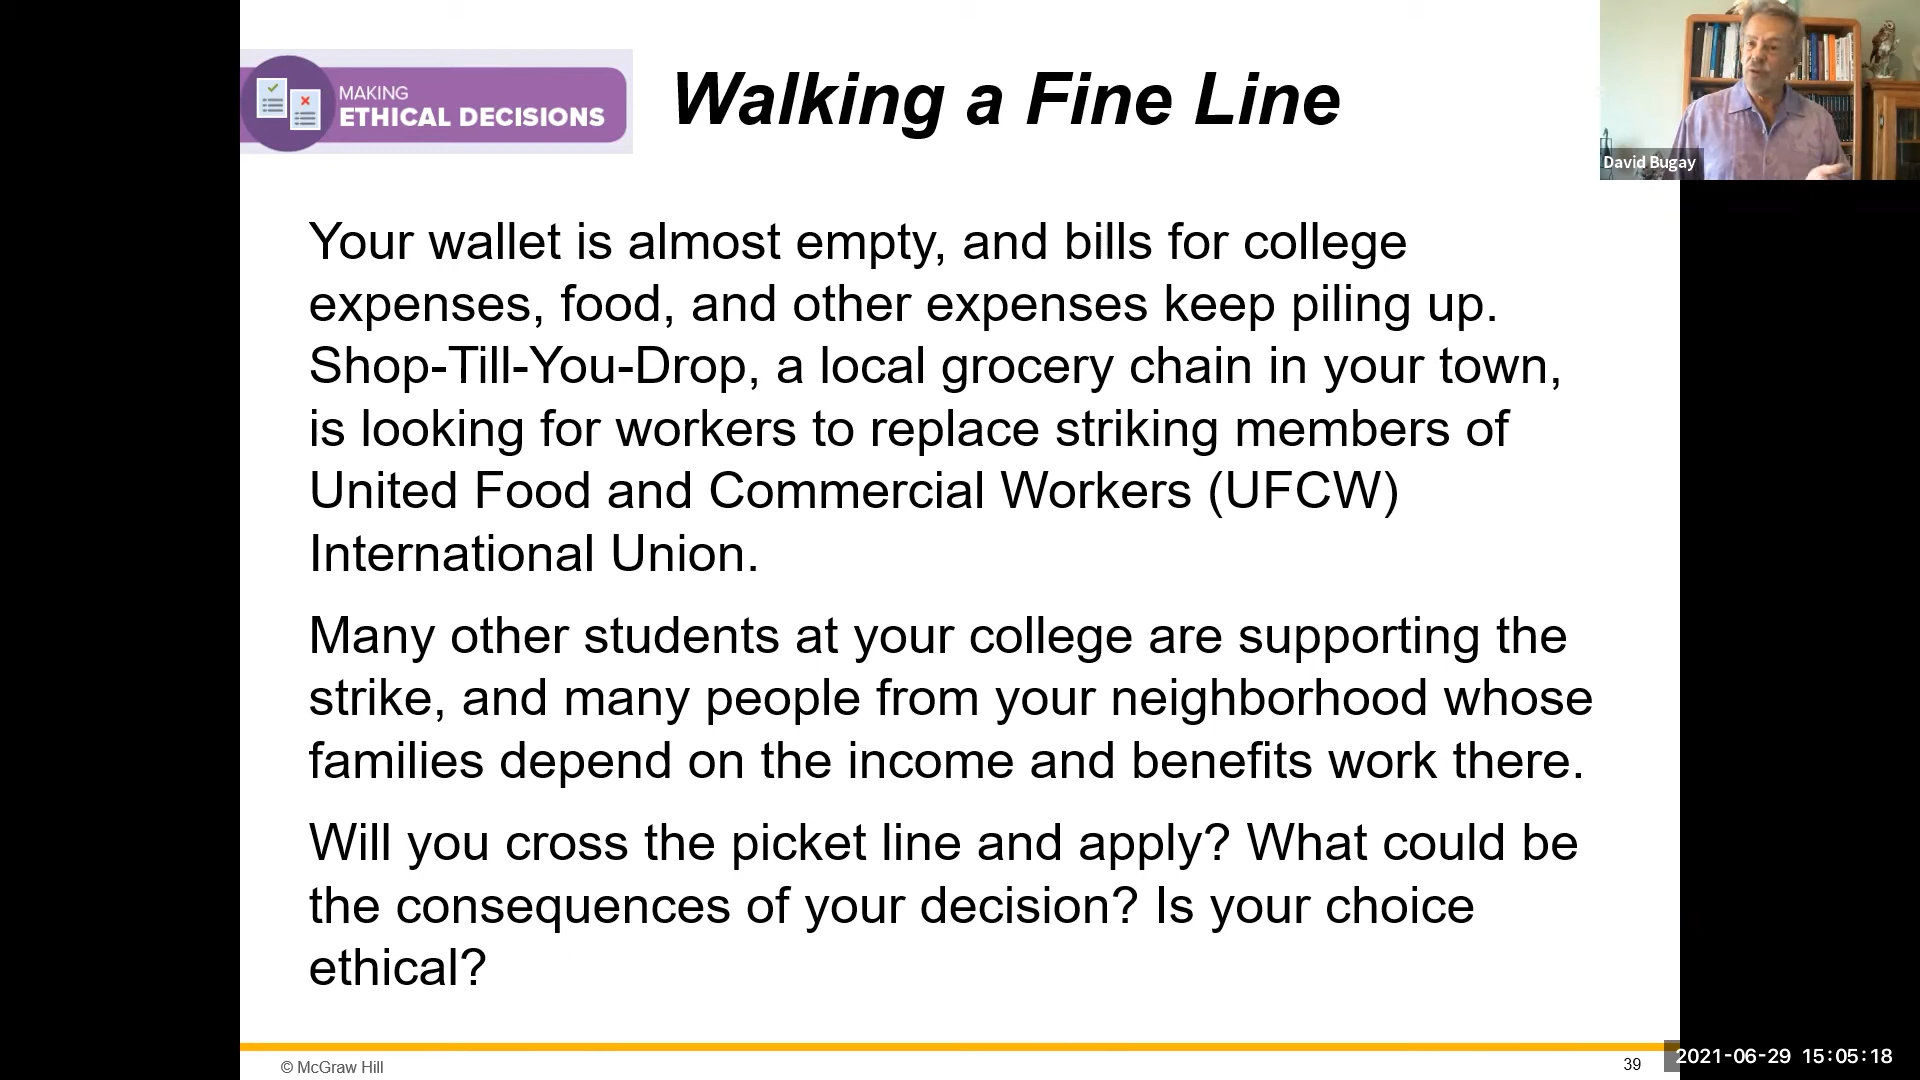 MAKING
ETHICAL DECISIONS
Walking a Fine Line
David Bugay
Your wallet is almost empty, and bills for college
expenses, food, and other expenses keep piling up.
Shop-Till-You-Drop, a local grocery chain in your town,
is looking for workers to replace striking members of
United Food and Commercial Workers (UFCW)
International Union.
Many other students at your college are supporting the
strike, and many people from your neighborhood whose
families depend on the income and benefits work there.
Will you cross the picket line and apply? What could be
the consequences of your decision? Is your choice
ethical?
© McGraw Hill
39
2021-06-29 15:05:18